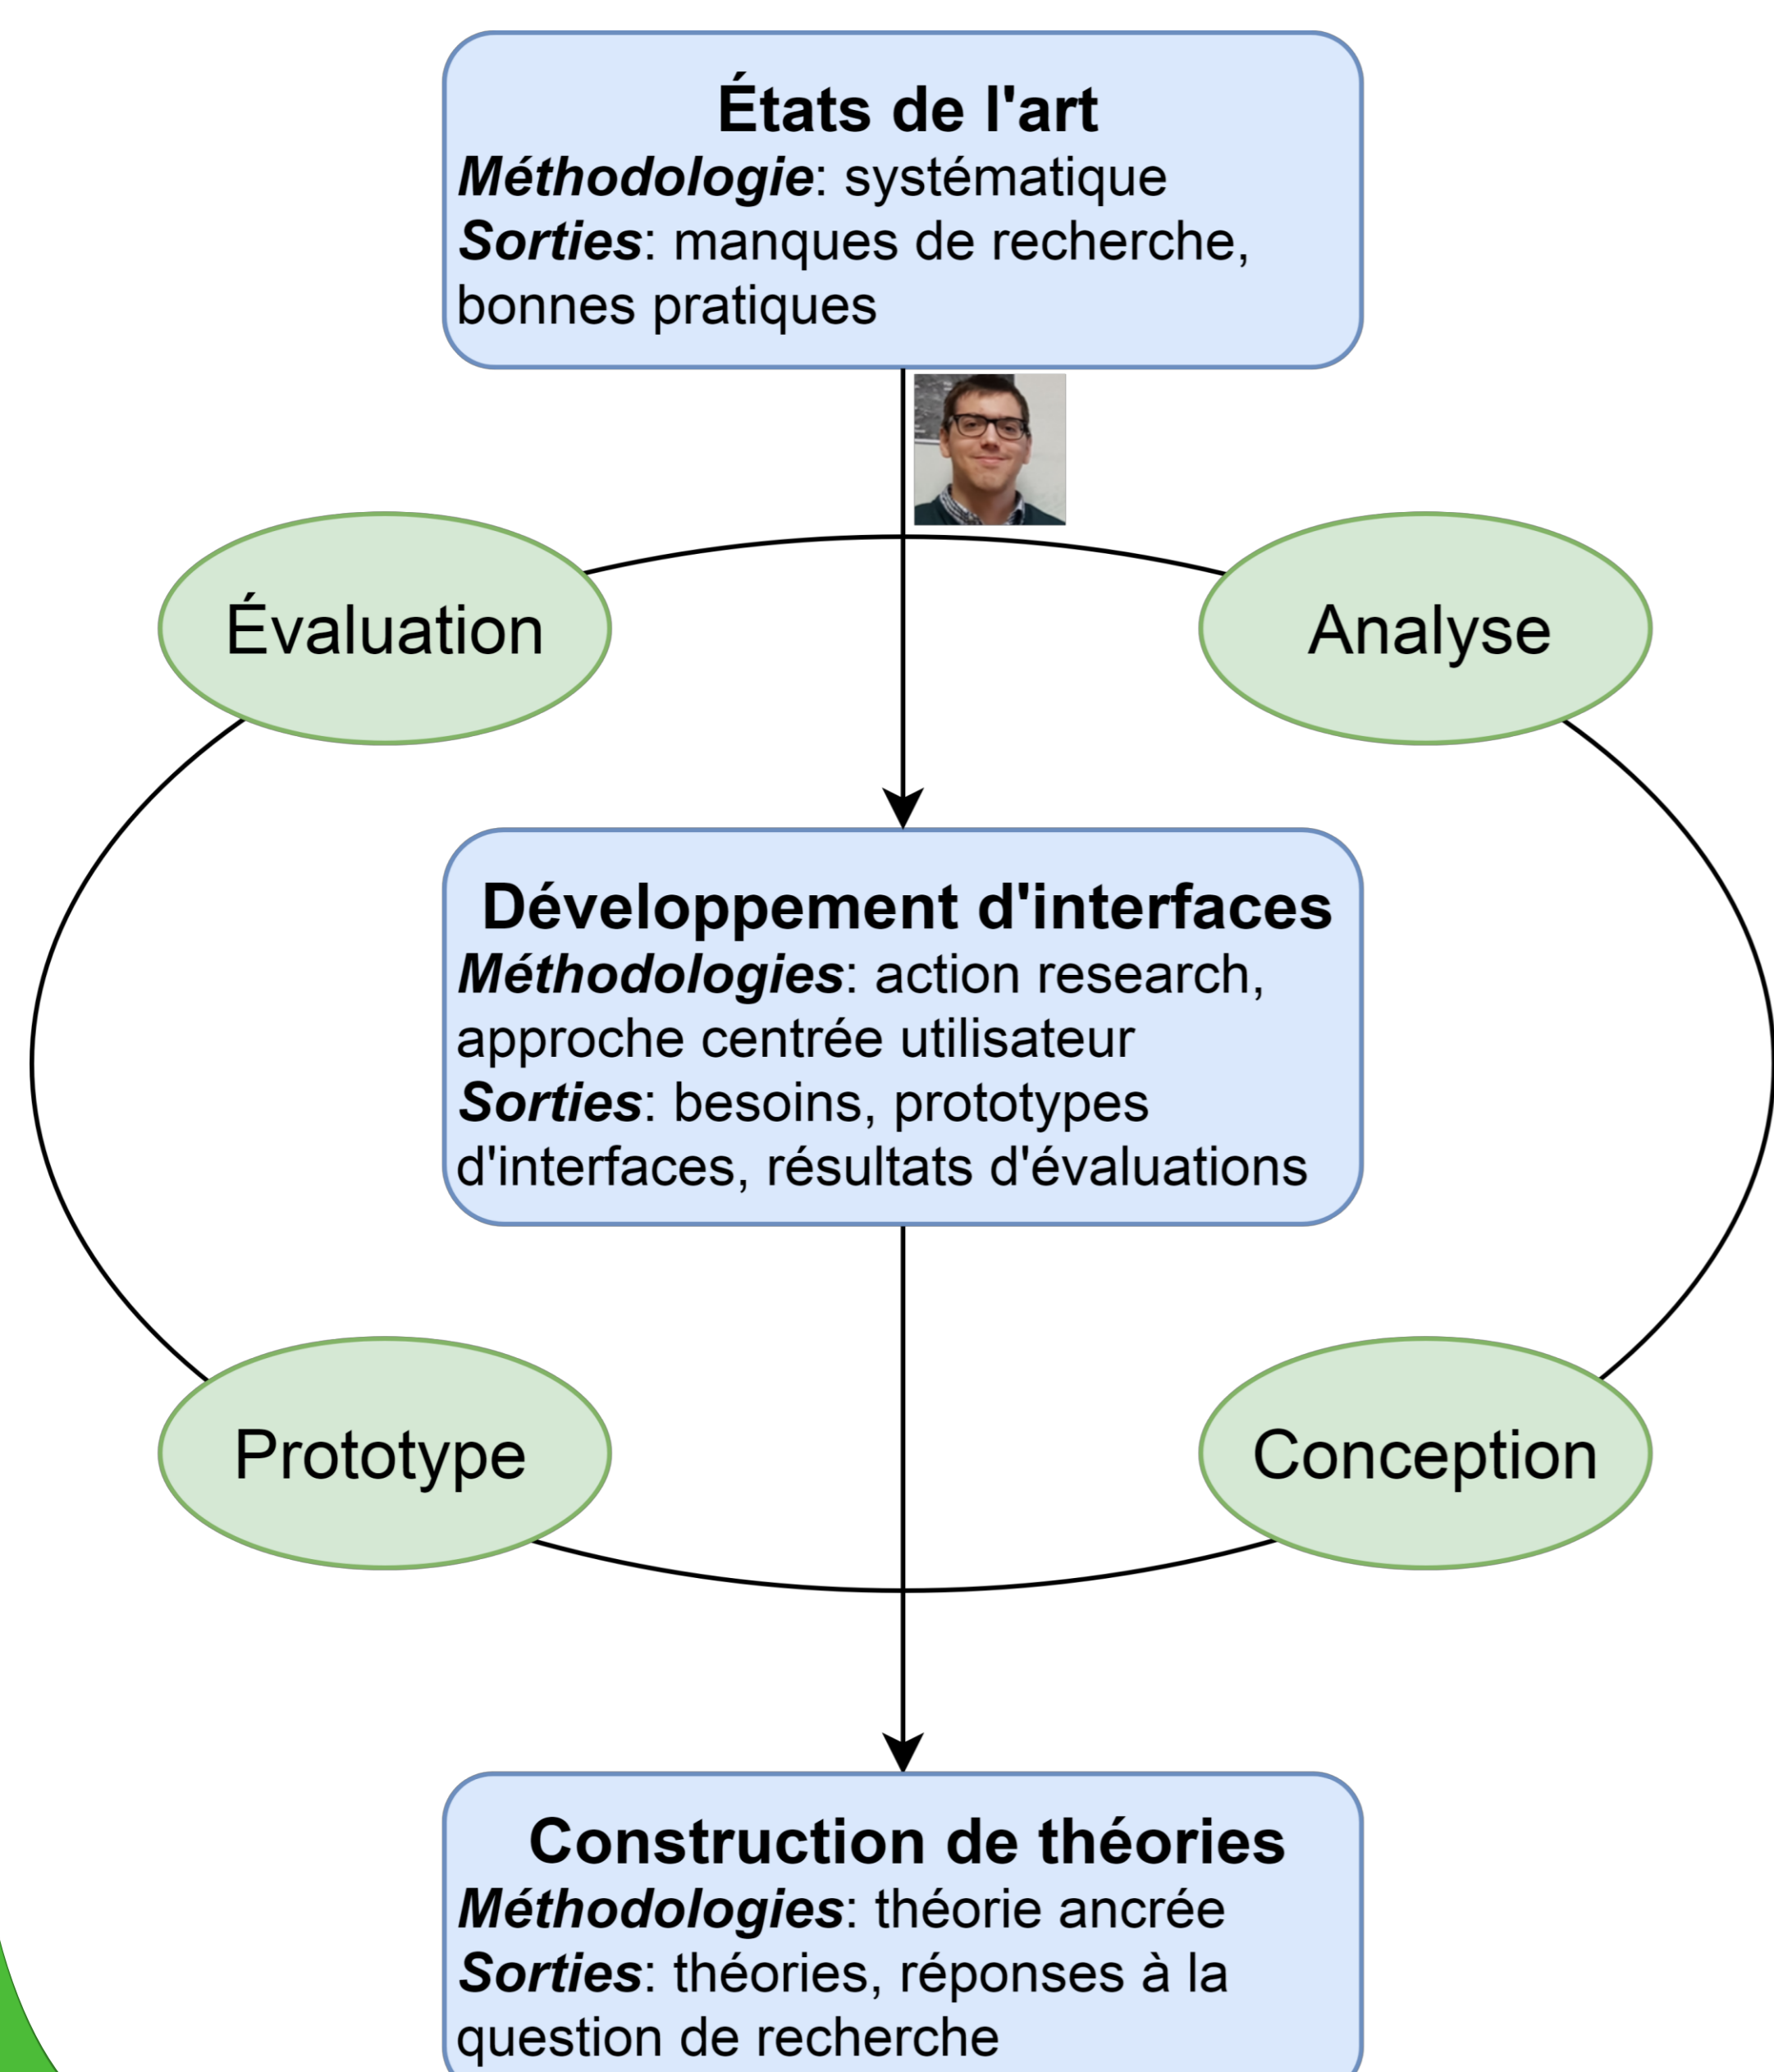 États de l'art
Méthodologie: systématique
Sorties: manques de recherche,
bonnes pratiques
Évaluation
Analyse
Développement d'interfaces
Méthodologies: action research,
approche centrée utilisateur
Sorties: besoins, prototypes
d'interfaces, résultats d'évaluations
Prototype
Conception
Construction de théories
Méthodologies: théorie ancrée
Sorties: théories, réponses à la
question de recherche